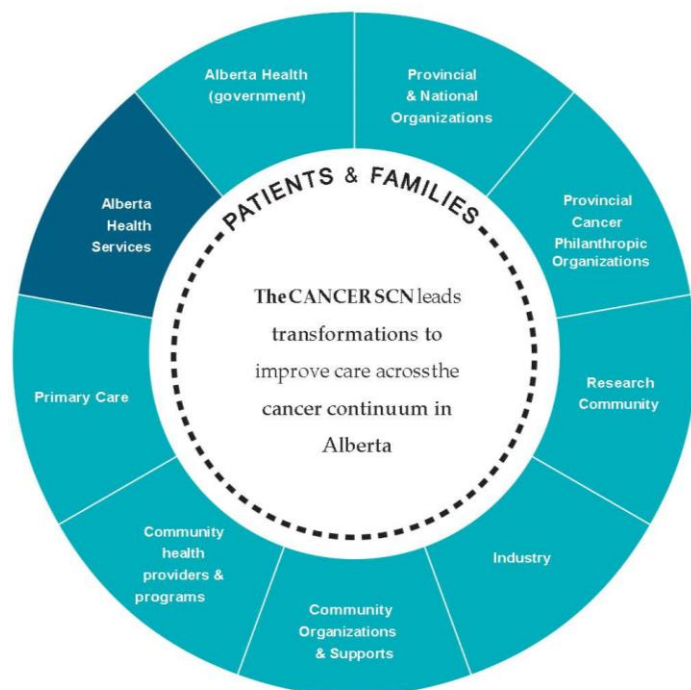 Alberta Health
(government)
Provincial
& National
Organizations
Provincial
Cancer
Philanthropic
Organizations
Research
Community
Industry
Community
Organizations
& Supports
Community
health
providers &
programs
Primary Care
Alberta
Health
Services
PATIENTS & FAMILIES
The CANCER SCN leads
transformations to
improve care across the
cancer continuum in
Alberta